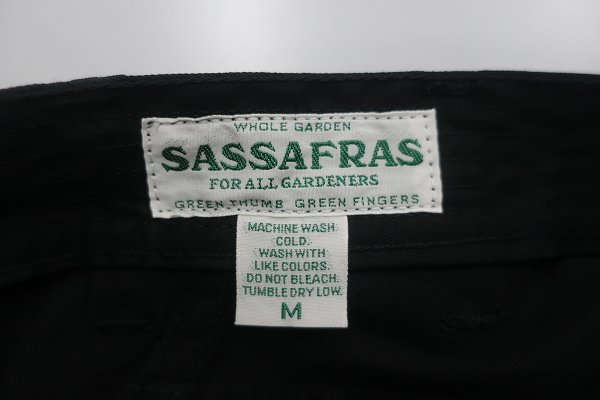 WHOLE GARDEN
SASSAFRAS
FOR ALL GARDENERS
GREEN THUMB GREEN FINGERS
MACHINE WASH
COLD.
WASH WITH
LIKE COLORS.
DO NOT BLEACH.
TUMBLE DRY LOW.
M